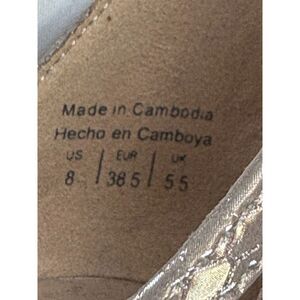 Made in Cambodia
Hecho en Camboya
US / EUR / UK
8 / 38 5 / 5 5